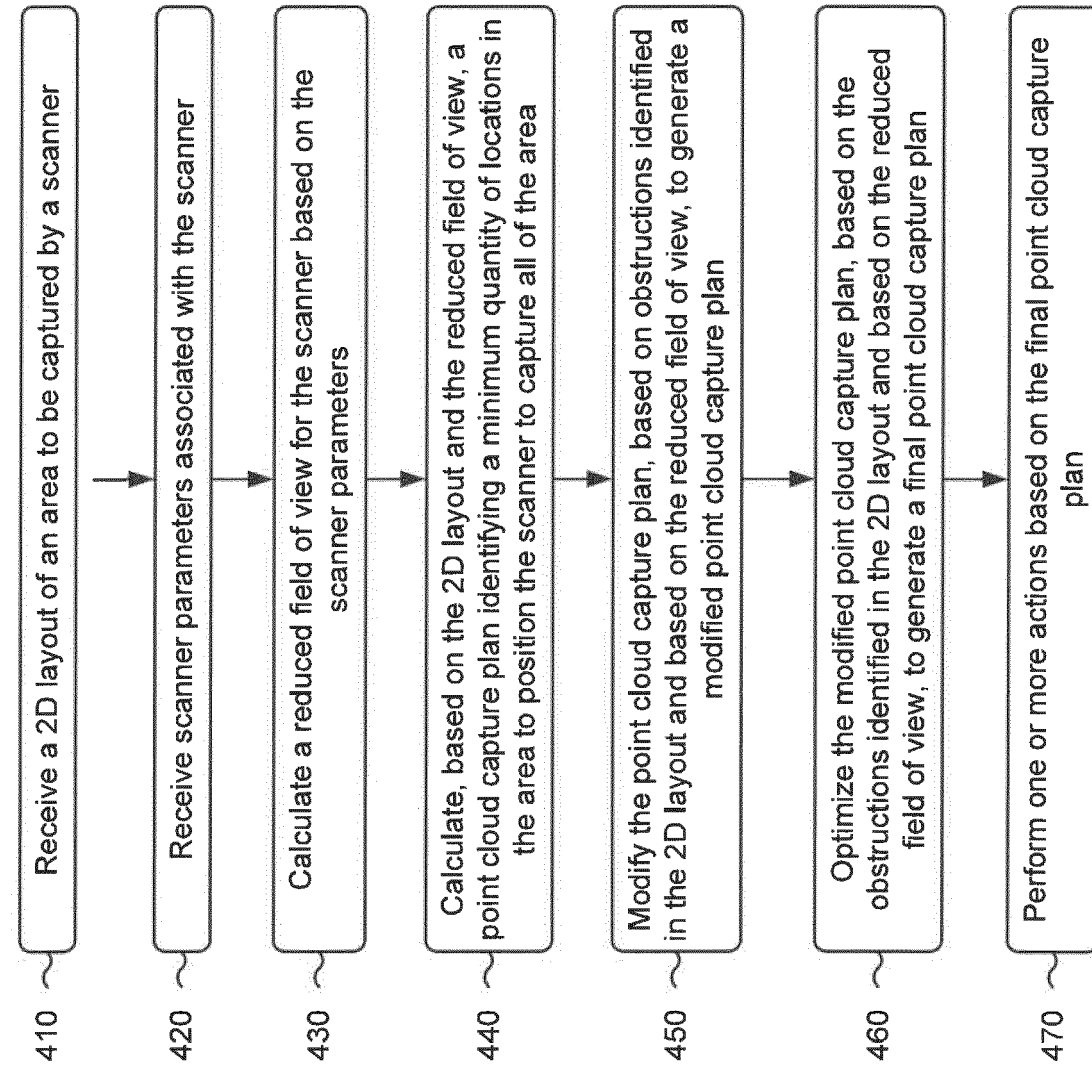 410
Receive a 2D layout of an area to be captured by a scanner
420
Receive scanner parameters associated with the scanner
430
Calculate a reduced field of view for the scanner based on the
scanner parameters
440
Calculate, based on the 2D layout and the reduced field of view, a
point cloud capture plan identifying a minimum quantity of locations in
the area to position the scanner to capture all of the area
450
Modify the point cloud capture plan, based on obstructions identified
in the 2D layout and based on the reduced field of view, to generate a
modified point cloud capture plan
460
Optimize the modified point cloud capture plan, based on the
obstructions identified in the 2D layout and based on the reduced
field of view, to generate a final point cloud capture plan
470
Perform one or more actions based on the final point cloud capture
plan